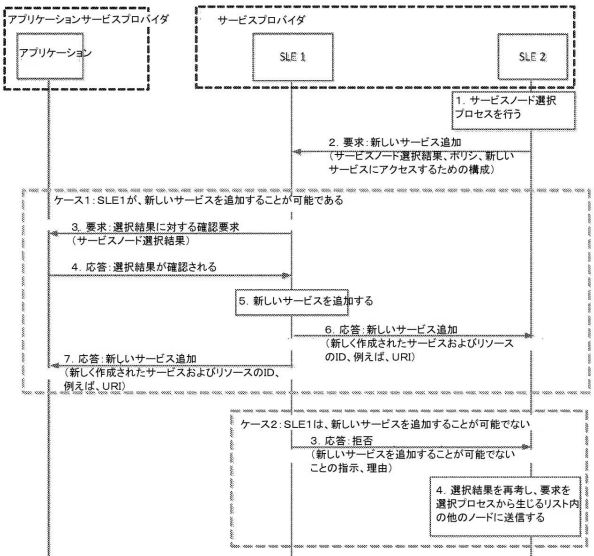 アプリケーションサービスプロバイダ
サービスプロバイダ
アプリケーション
SLE 1
SLE 2
1. サービスノード選択
プロセスを行う
2. 要求:新しいサービス追加
(サービスノード選択結果、ポリシ、新しい
サービスにアクセスするための構成)
ケース1:SLE1が、新しいサービスを追加することが可能である
3. 要求:選択結果に対する確認要求
(サービスノード選択結果)
4. 応答:選択結果が確認される
5. 新しいサービスを追加する
6. 応答:新しいサービス追加
(新しく作成されたサービスおよびリソース
のID、例えば、URI)
7. 応答:新しいサービス追加
(新しく作成されたサービスおよびリソースのID、
例えば、URI)
ケース2:SLE1は、新しいサービスを追加することが可能でない
3. 応答:拒否
(新しいサービスを追加することが可能でない
ことの指示、理由)
4. 選択結果を再考し、要求を
選択プロセスから生じるリスト内
の他のノードに送信する